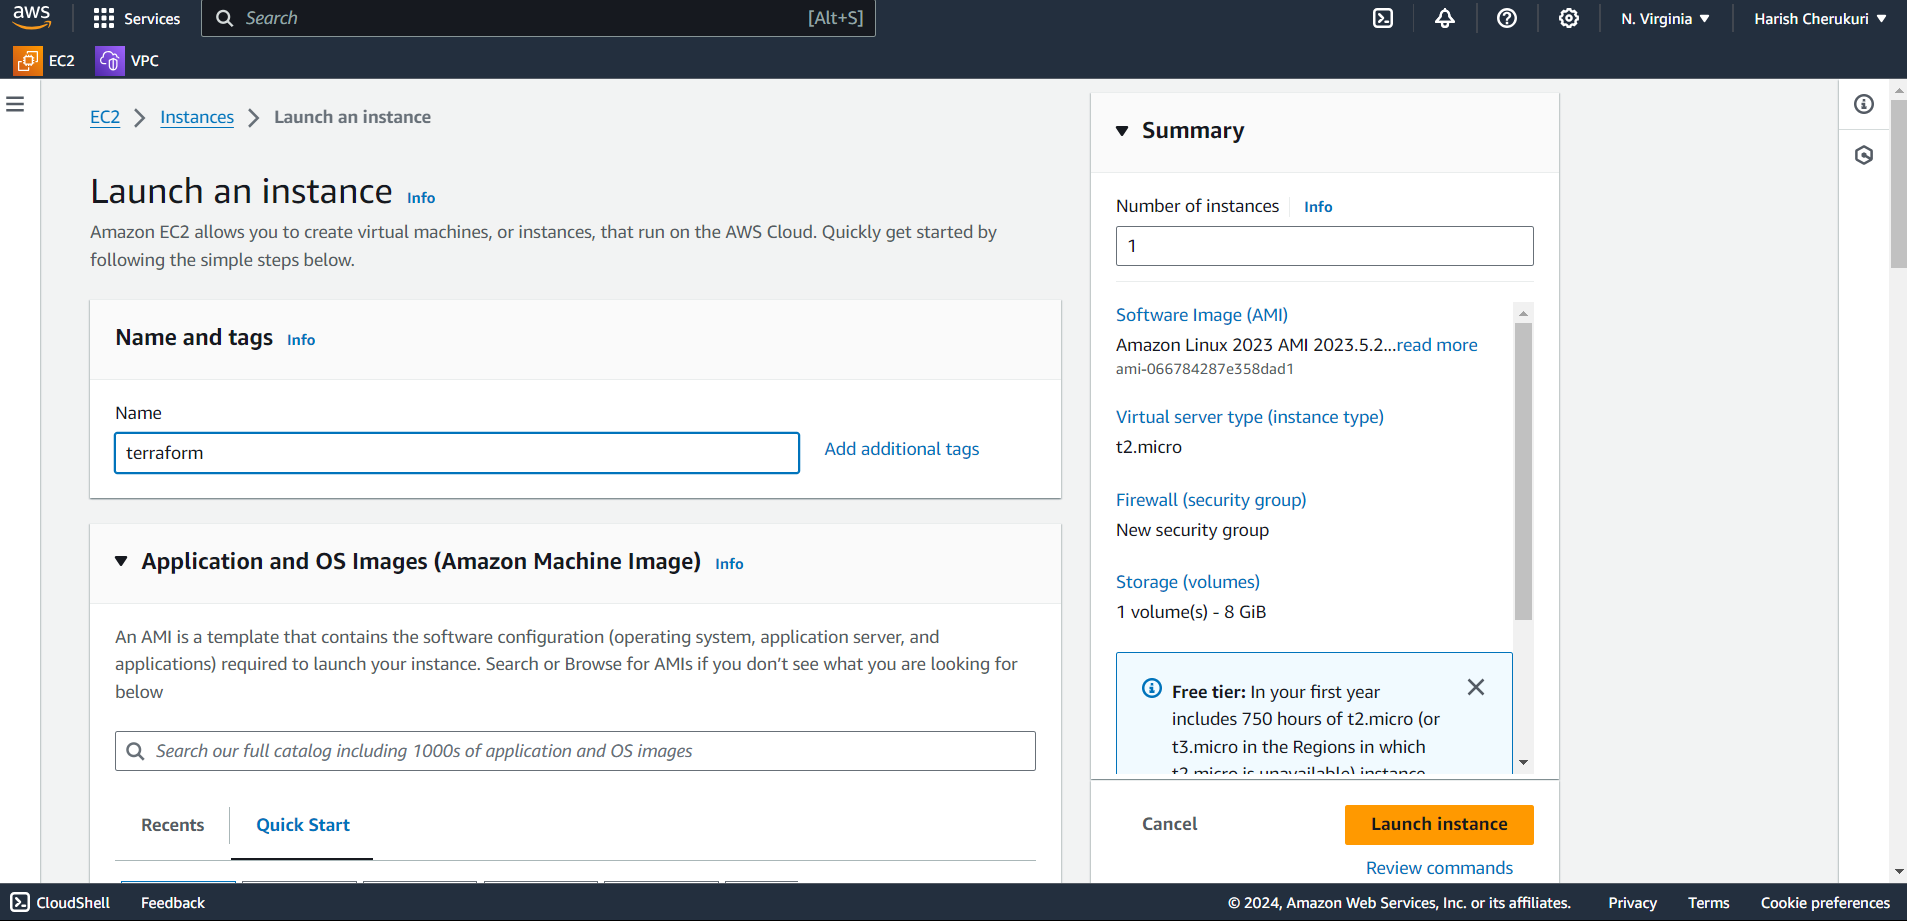 aws
Services
Search
[Alt+S]
N. Virginia
Harish Cherukuri
EC2
VPC
EC2 Instances Launch an instance
Launch an instance Info
Amazon EC2 allows you to create virtual machines, or instances, that run on the AWS Cloud. Quickly get started by
following the simple steps below.
Name and tags Info
Name
terraform
Add additional tags
Application and OS Images (Amazon Machine Image) Info
An AMI is a template that contains the software configuration (operating system, application server, and
applications) required to launch your instance. Search or Browse for AMIs if you don’t see what you are looking for
below
Search our full catalog including 1000s of application and OS images
Recents
Quick Start
Summary
Number of instances Info
1
Software Image (AMI)
Amazon Linux 2023 AMI 2023.5.2...read more
ami-066784287e358dad1
Virtual server type (instance type)
t2.micro
Firewall (security group)
New security group
Storage (volumes)
1 volume(s) - 8 GiB
Free tier: In your first year
includes 750 hours of t2.micro (or
t3.micro in the Regions in which
t2.micro is unavailable) instance
Cancel
Launch instance
Review commands
CloudShell
Feedback
© 2024, Amazon Web Services, Inc. or its affiliates.
Privacy
Terms
Cookie preferences